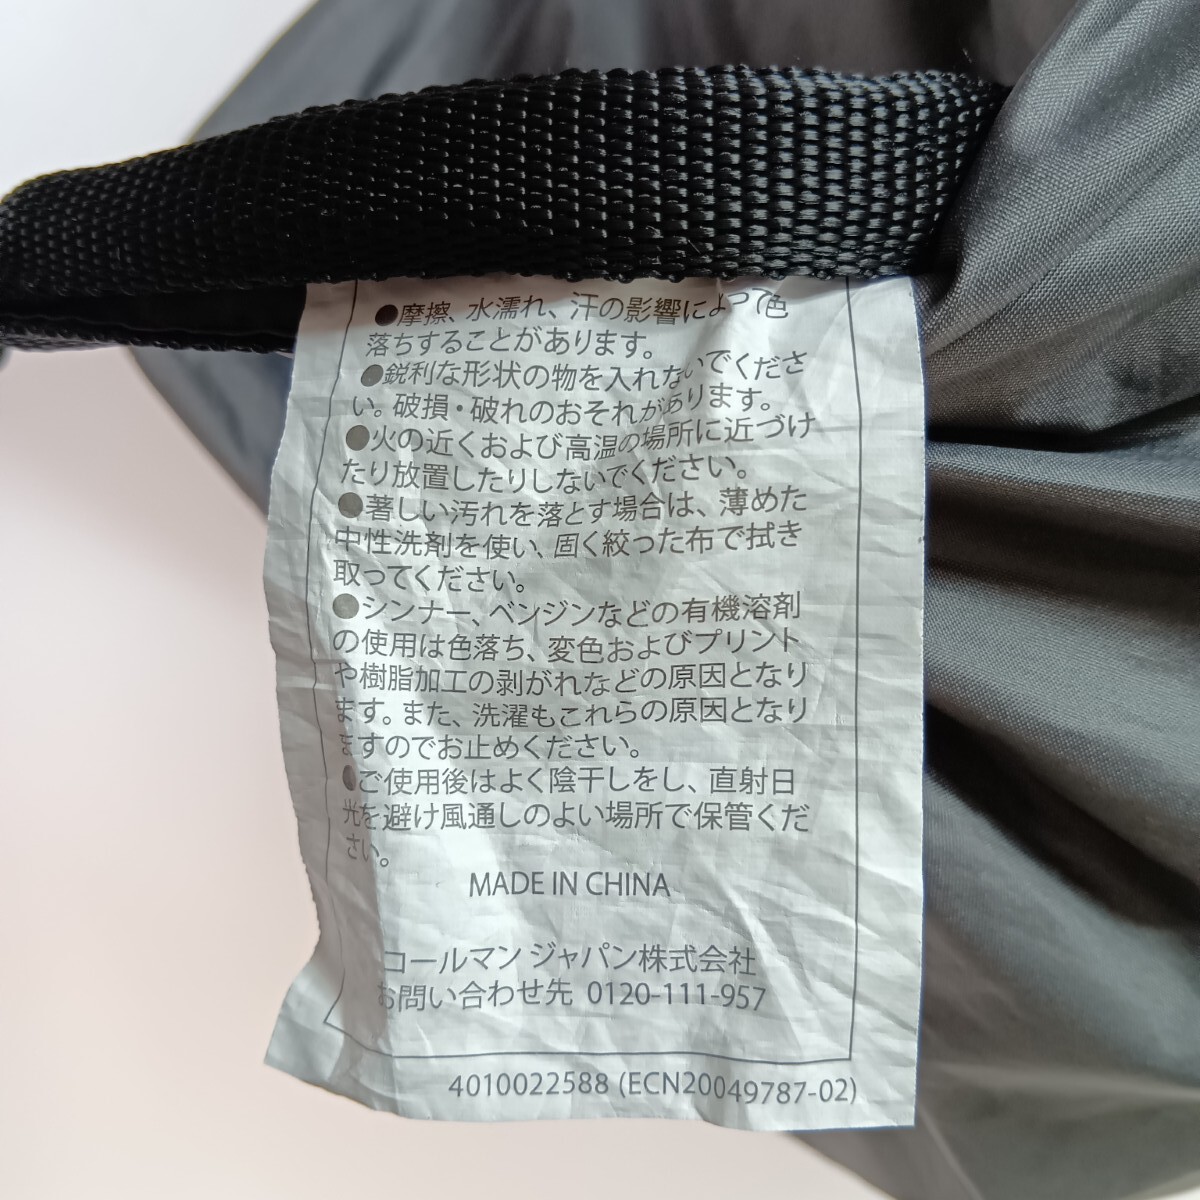 ●摩擦、水濡れ、汗の影響によって色
落ちすることがあります。
●鋭利な形状の物を入れないでくださ
い。破損・破れのおそれがあります。
●火の近くおよび高温の場所に近づけ
たり放置したりしないでください。
●著しい汚れを落とす場合は、薄めた
中性洗剤を使い、固く絞った布で拭き
取ってください。
●シンナー、ベンジンなどの有機溶剤
の使用は色落ち、変色およびプリント
や樹脂加工の剥がれなどの原因となり
ます。また、洗濯もこれらの原因となり
ますのでお止めください。
●ご使用後はよく陰干しをし、直射日
光を避け風通しのよい場所で保管くだ
さい。
MADE IN CHINA
コールマン ジャパン株式会社
お問い合わせ先 0120-111-957
4010022588 (ECN20049787-02)